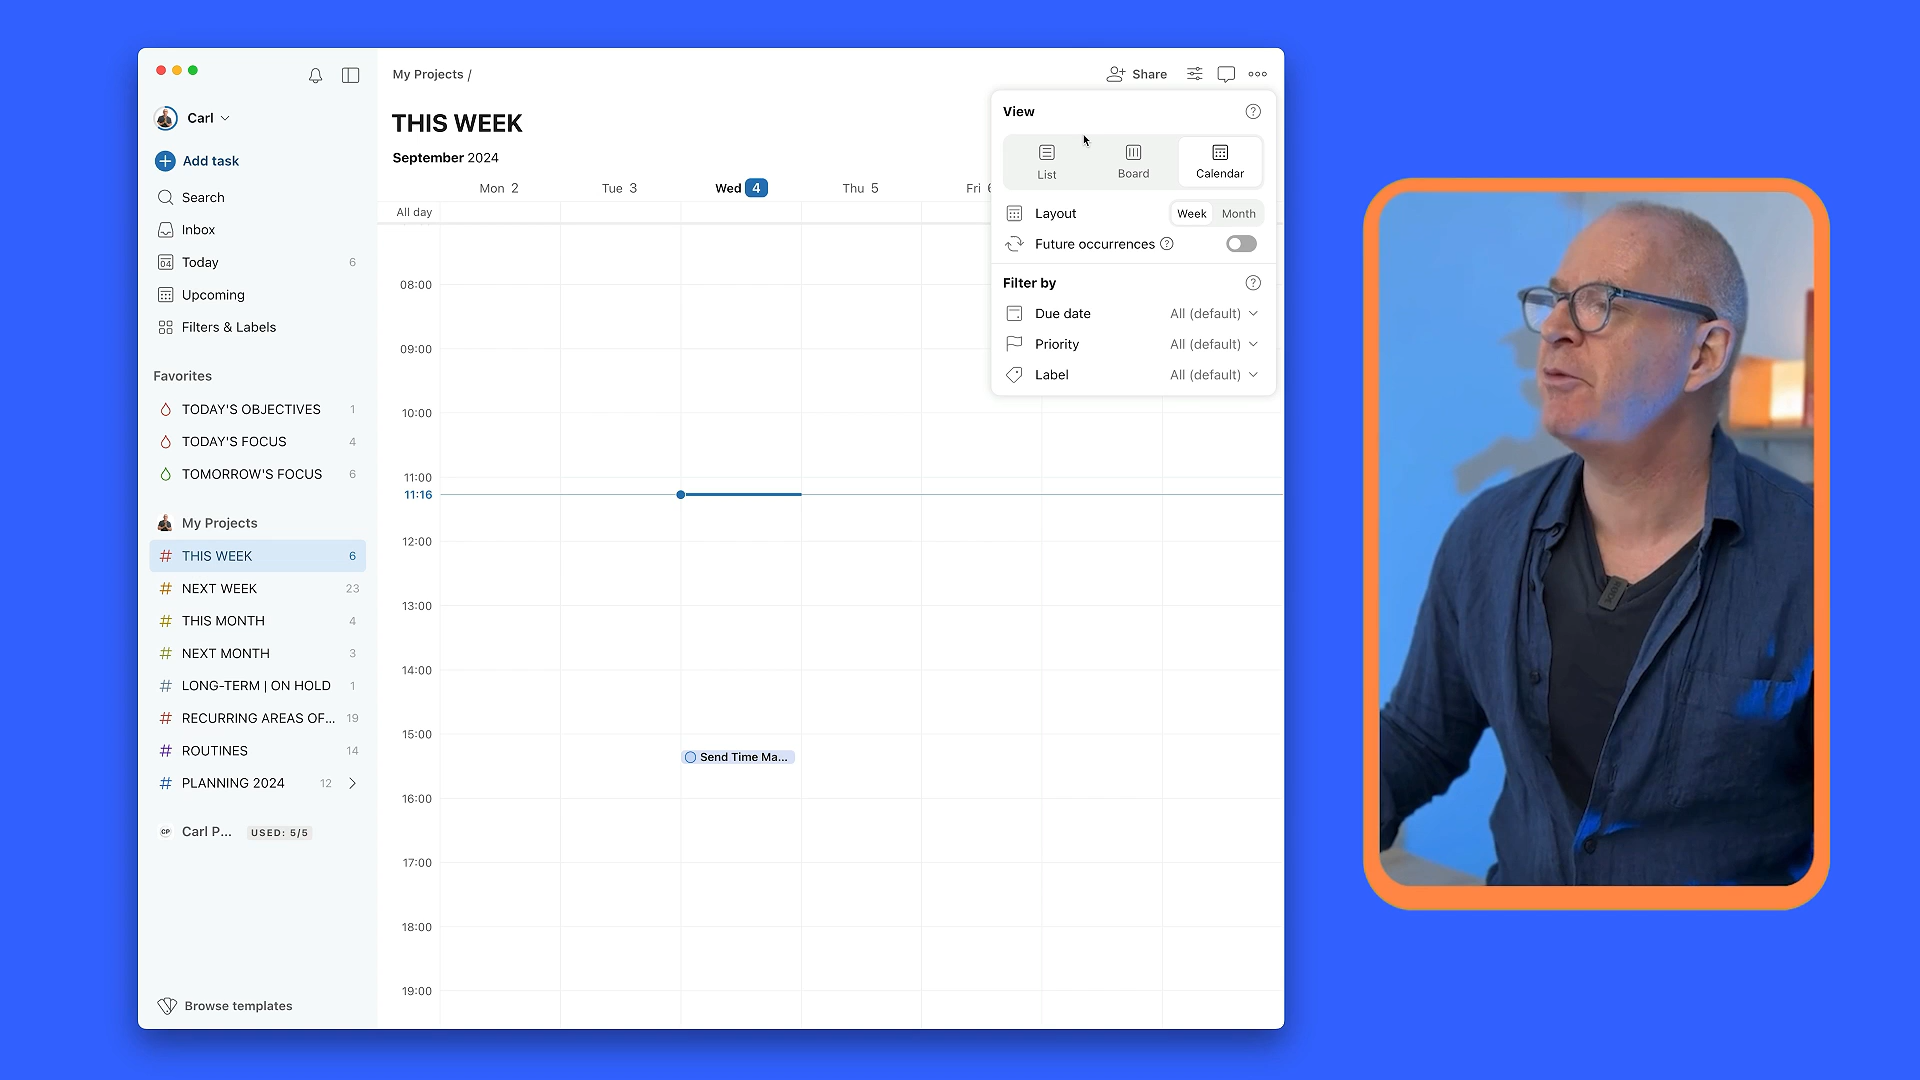 My Projects /
Share
Carl
Add task
Search
Inbox
04 Today 6
Upcoming
Filters & Labels
Favorites
TODAY'S OBJECTIVES 1
TODAY'S FOCUS 4
TOMORROW'S FOCUS 6
My Projects
# THIS WEEK 6
# NEXT WEEK 23
# THIS MONTH 4
# NEXT MONTH 3
# LONG-TERM | ON HOLD 1
# RECURRING AREAS OF... 19
# ROUTINES 14
# PLANNING 2024 12
CP Carl P... USED: 5/5
Browse templates
THIS WEEK
September 2024
Mon 2 Tue 3 Wed 4 Thu 5 Fri
All day
08:00
09:00
10:00
11:00
11:16
12:00
13:00
14:00
15:00
Send Time Ma...
16:00
17:00
18:00
19:00
View ?
List Board Calendar
Layout Week Month
Future occurrences ?
Filter by ?
Due date All (default)
Priority All (default)
Label All (default)